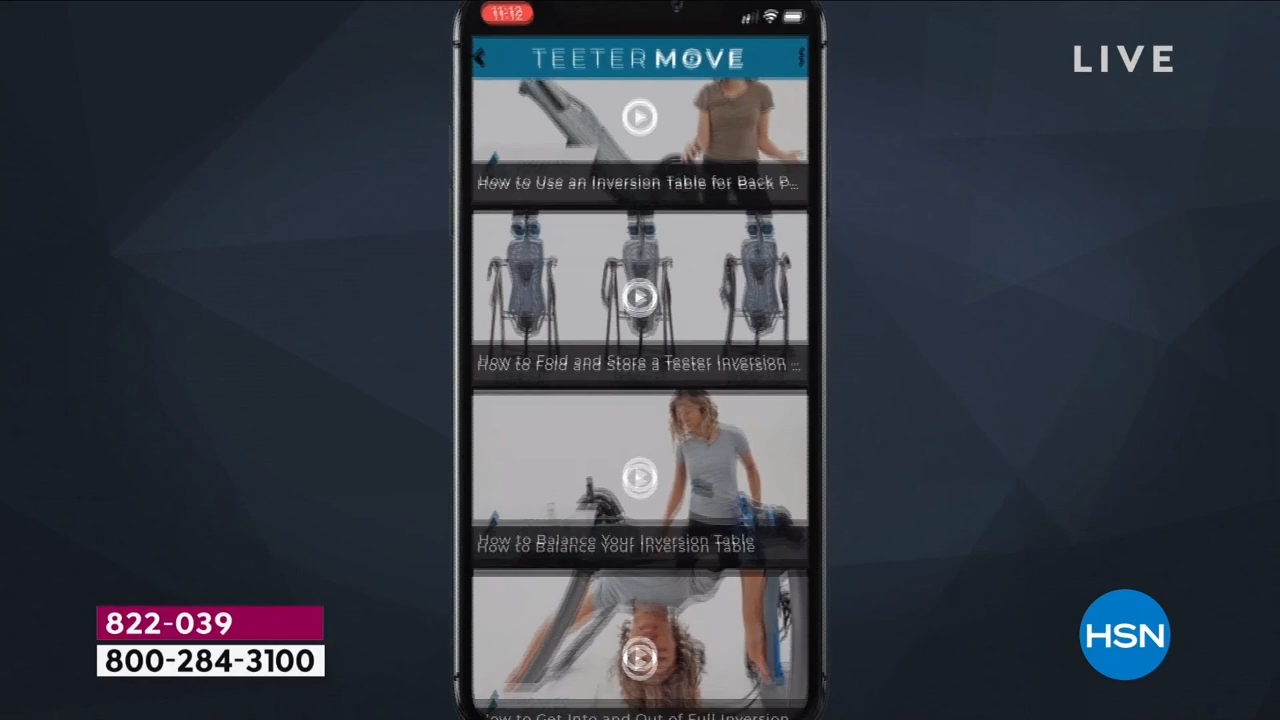 11:12
TEETER MOVE
LIVE
How to Use an Inversion Table for Back P...
How to Fold and Store a Teeter Inversion ...
How to Balance Your Inversion Table
822-039
800-284-3100
HSN
How to Get Into and Out of Full Inversion